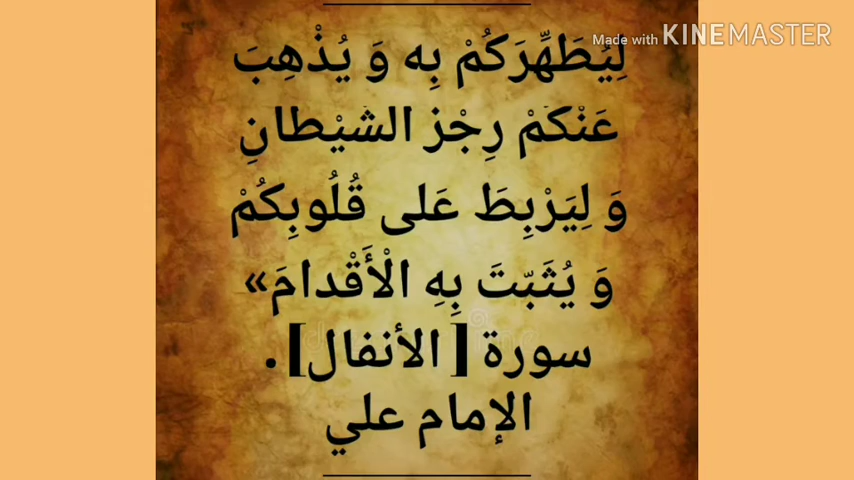 Made with KINEMASTER
لِيُطَهِّرَكُمْ بِه وَ يُذْهِبَ
عَنْكُمْ رِجْز الشيْطانِ
وَ لِيَرْبِطَ عَلى قُلُوبِكُمْ
وَ يُثَبّتَ بِهِ الْأَقْدامَ»
سورة [ الأنفال] .
الإمام علي